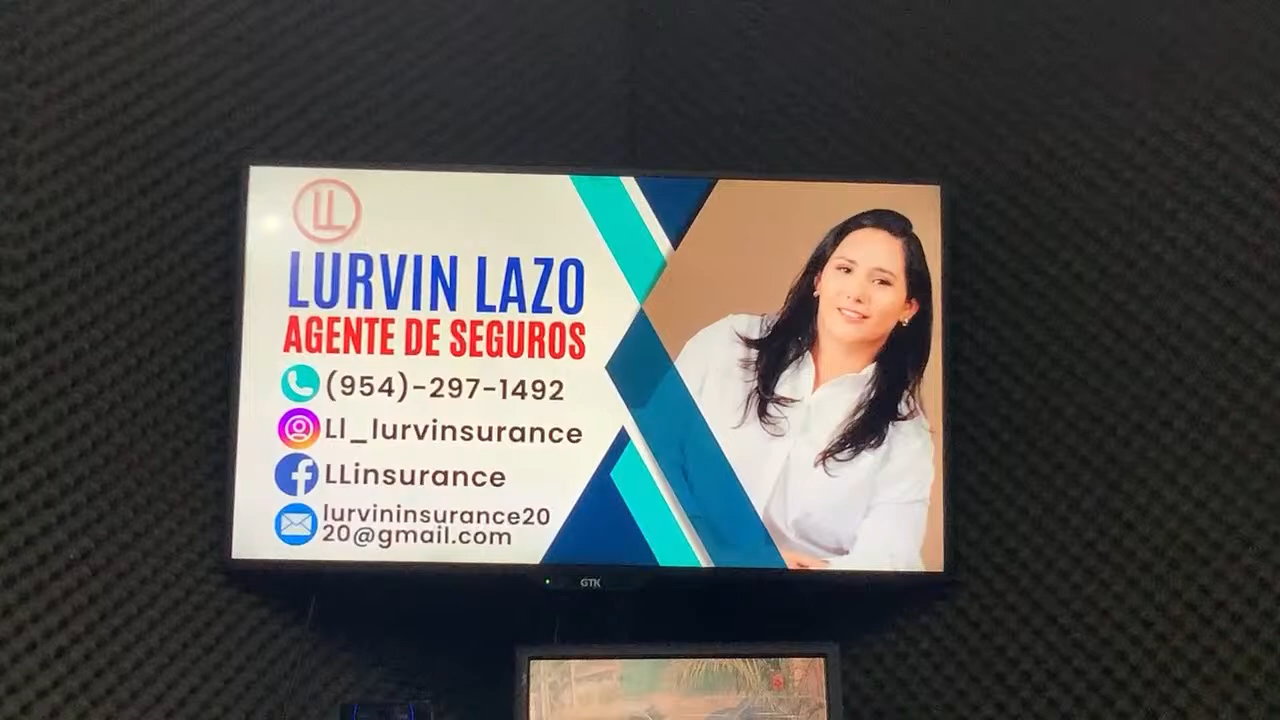 LL
LURVIN LAZO
AGENTE DE SEGUROS
(954)-297-1492
Ll_lurvinsurance
LLinsurance
lurvininsurance20
20@gmail.com
GTK